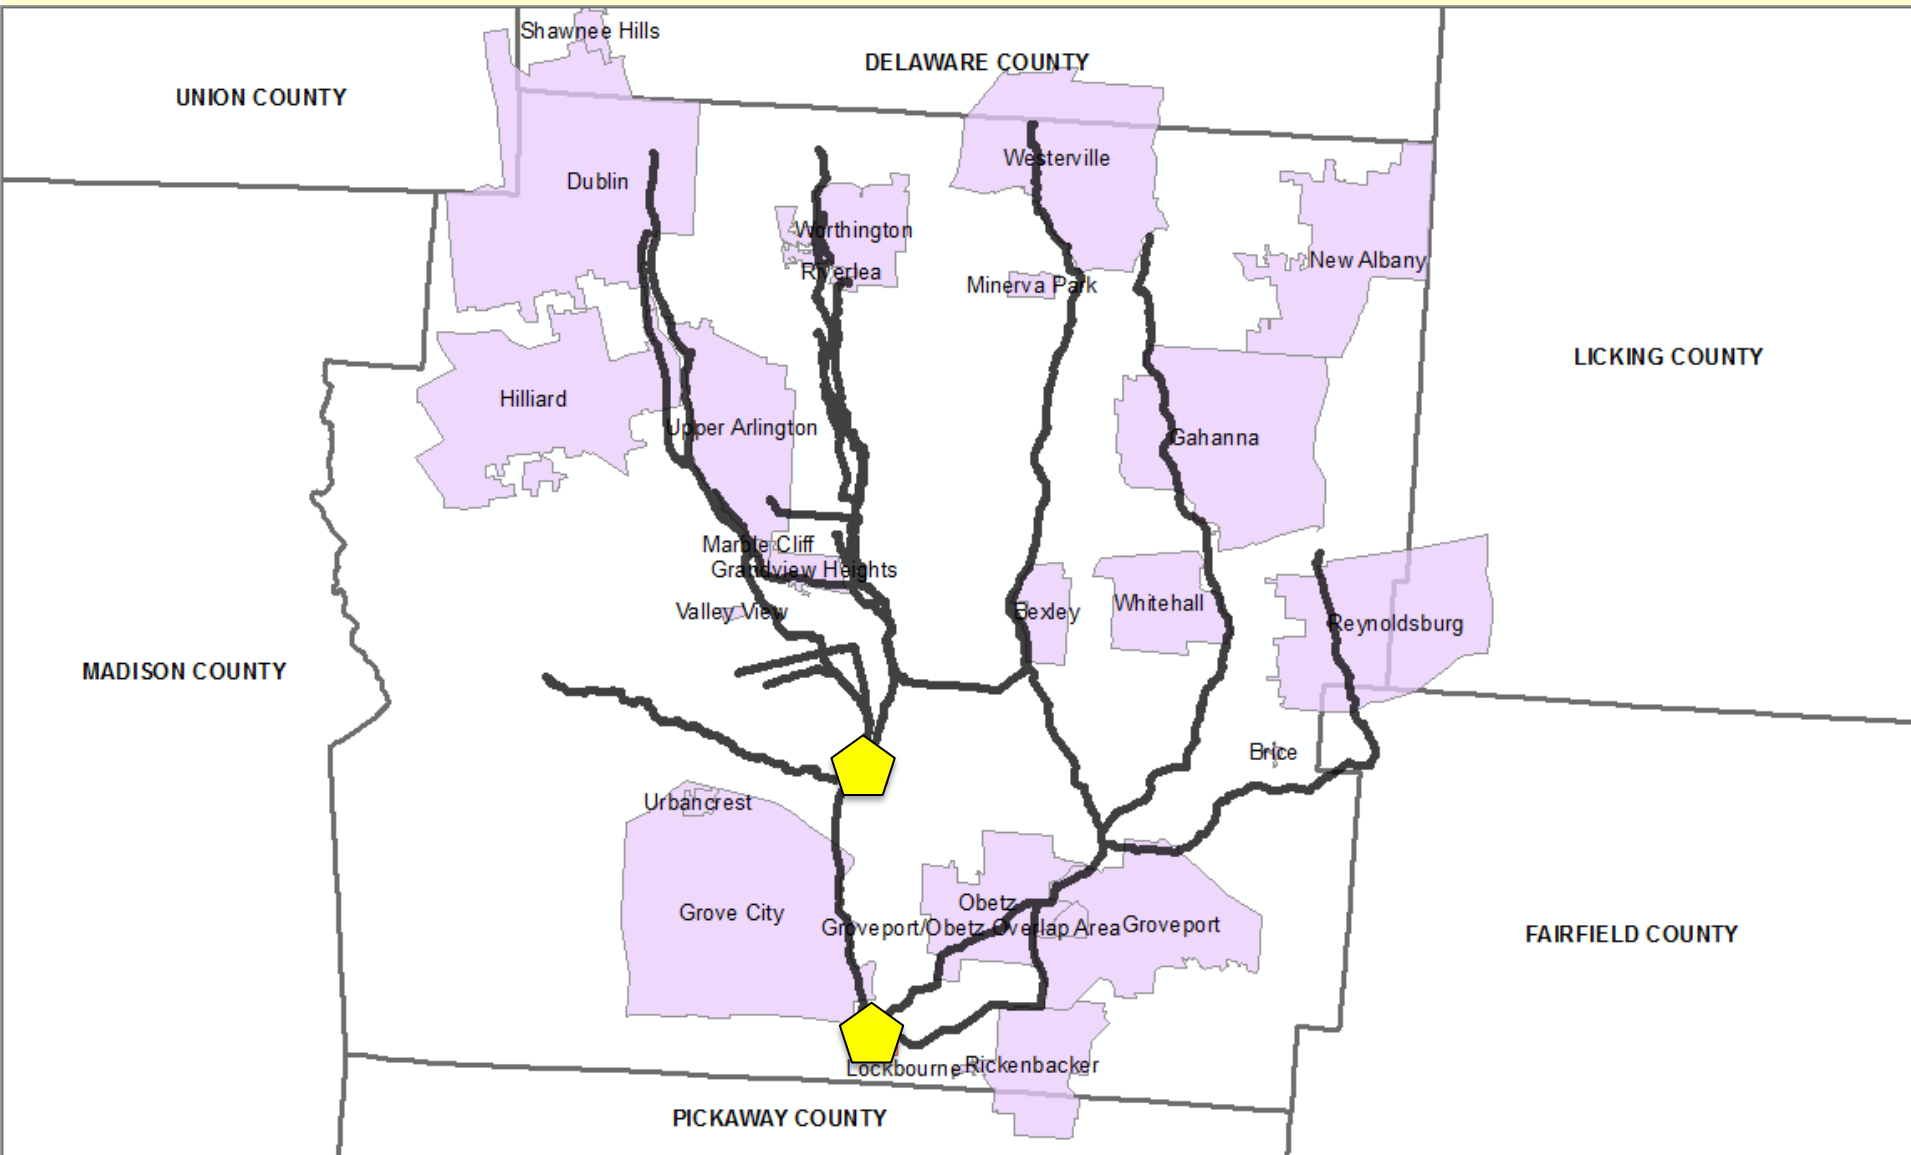 Shawnee Hills
DELAWARE COUNTY
UNION COUNTY
Westerville
Dublin
Worthington
New Albany
Riverlea
Minerva Park
LICKING COUNTY
Hilliard
Upper Arlington
Gahanna
Marble Cliff
Grandview Heights
Valley View
Bexley
Whitehall
Reynoldsburg
MADISON COUNTY
Brice
Urbancrest
Obetz
Grove City
Groveport/Obetz Overlap Area
Groveport
FAIRFIELD COUNTY
Lockbourne
Rickenbacker
PICKAWAY COUNTY